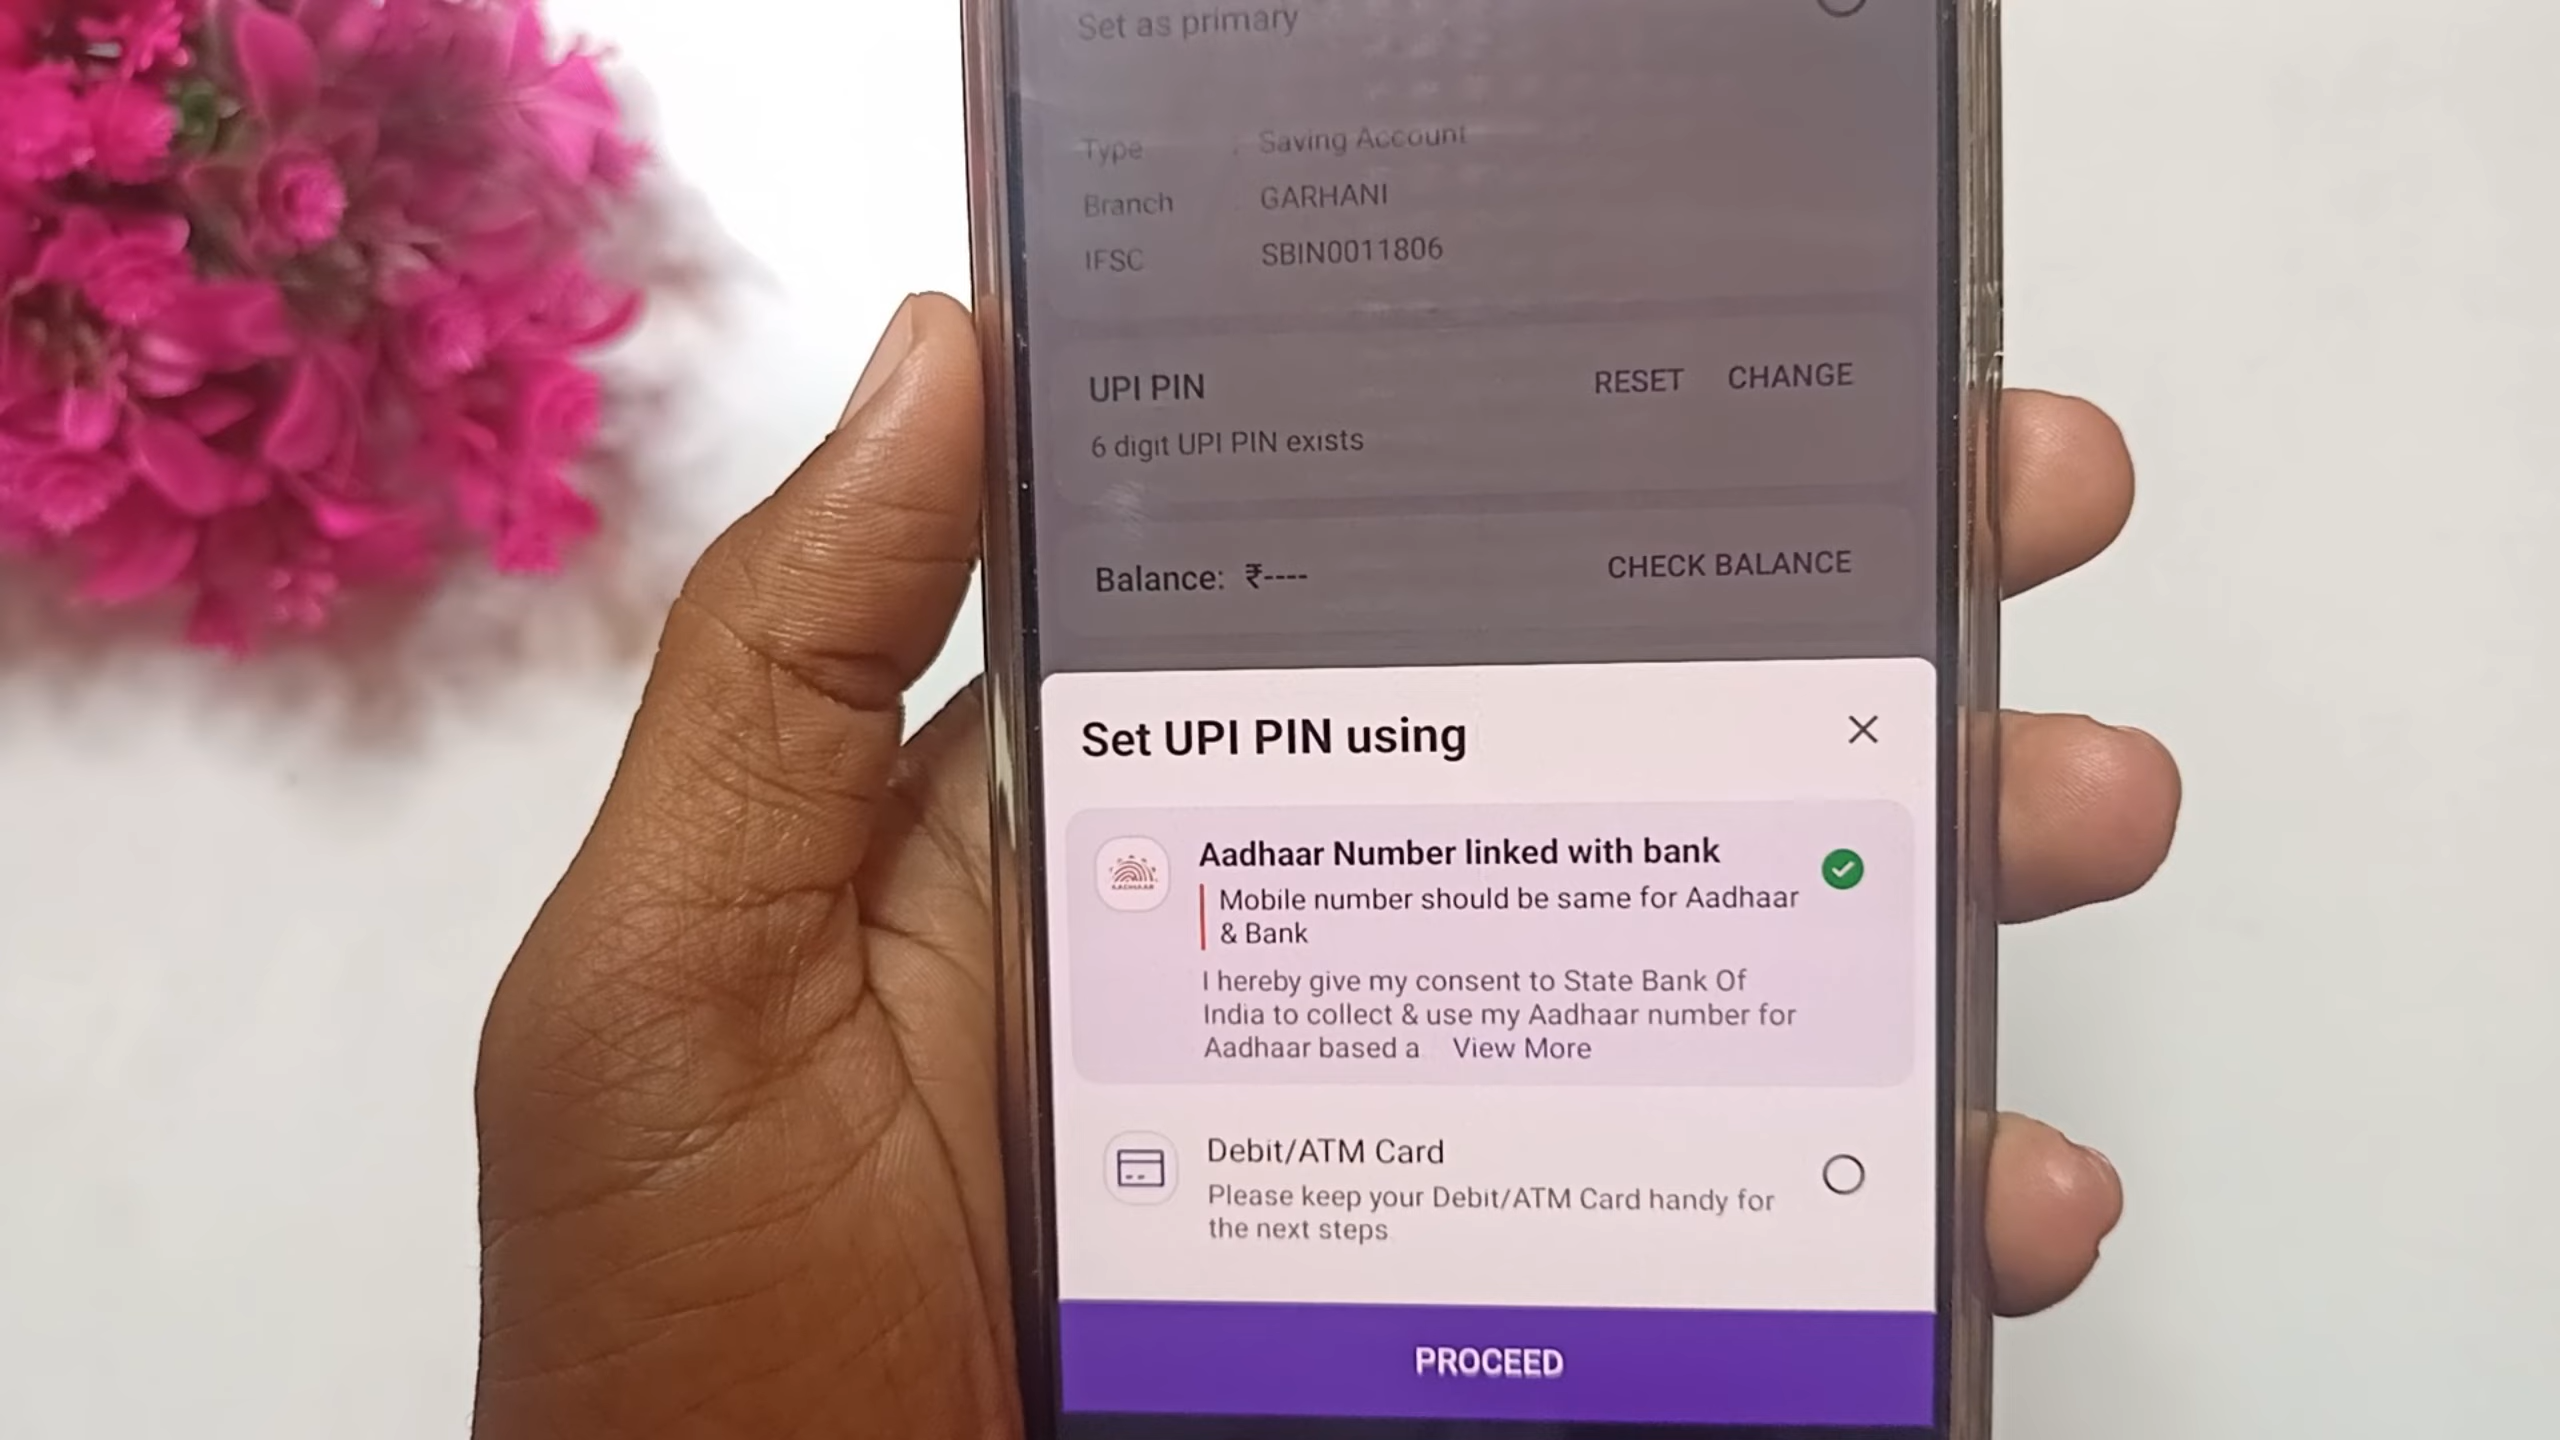 Set as primary
Type : Saving Account
Branch GARHANI
IFSC SBIN0011806
UPI PIN RESET CHANGE
6 digit UPI PIN exists
Balance: ₹---- CHECK BALANCE
Set UPI PIN using
Aadhaar Number linked with bank
Mobile number should be same for Aadhaar
& Bank
AADHAAR
I hereby give my consent to State Bank Of
India to collect & use my Aadhaar number for
Aadhaar based a View More
Debit/ATM Card
Please keep your Debit/ATM Card handy for
the next steps
PROCEED